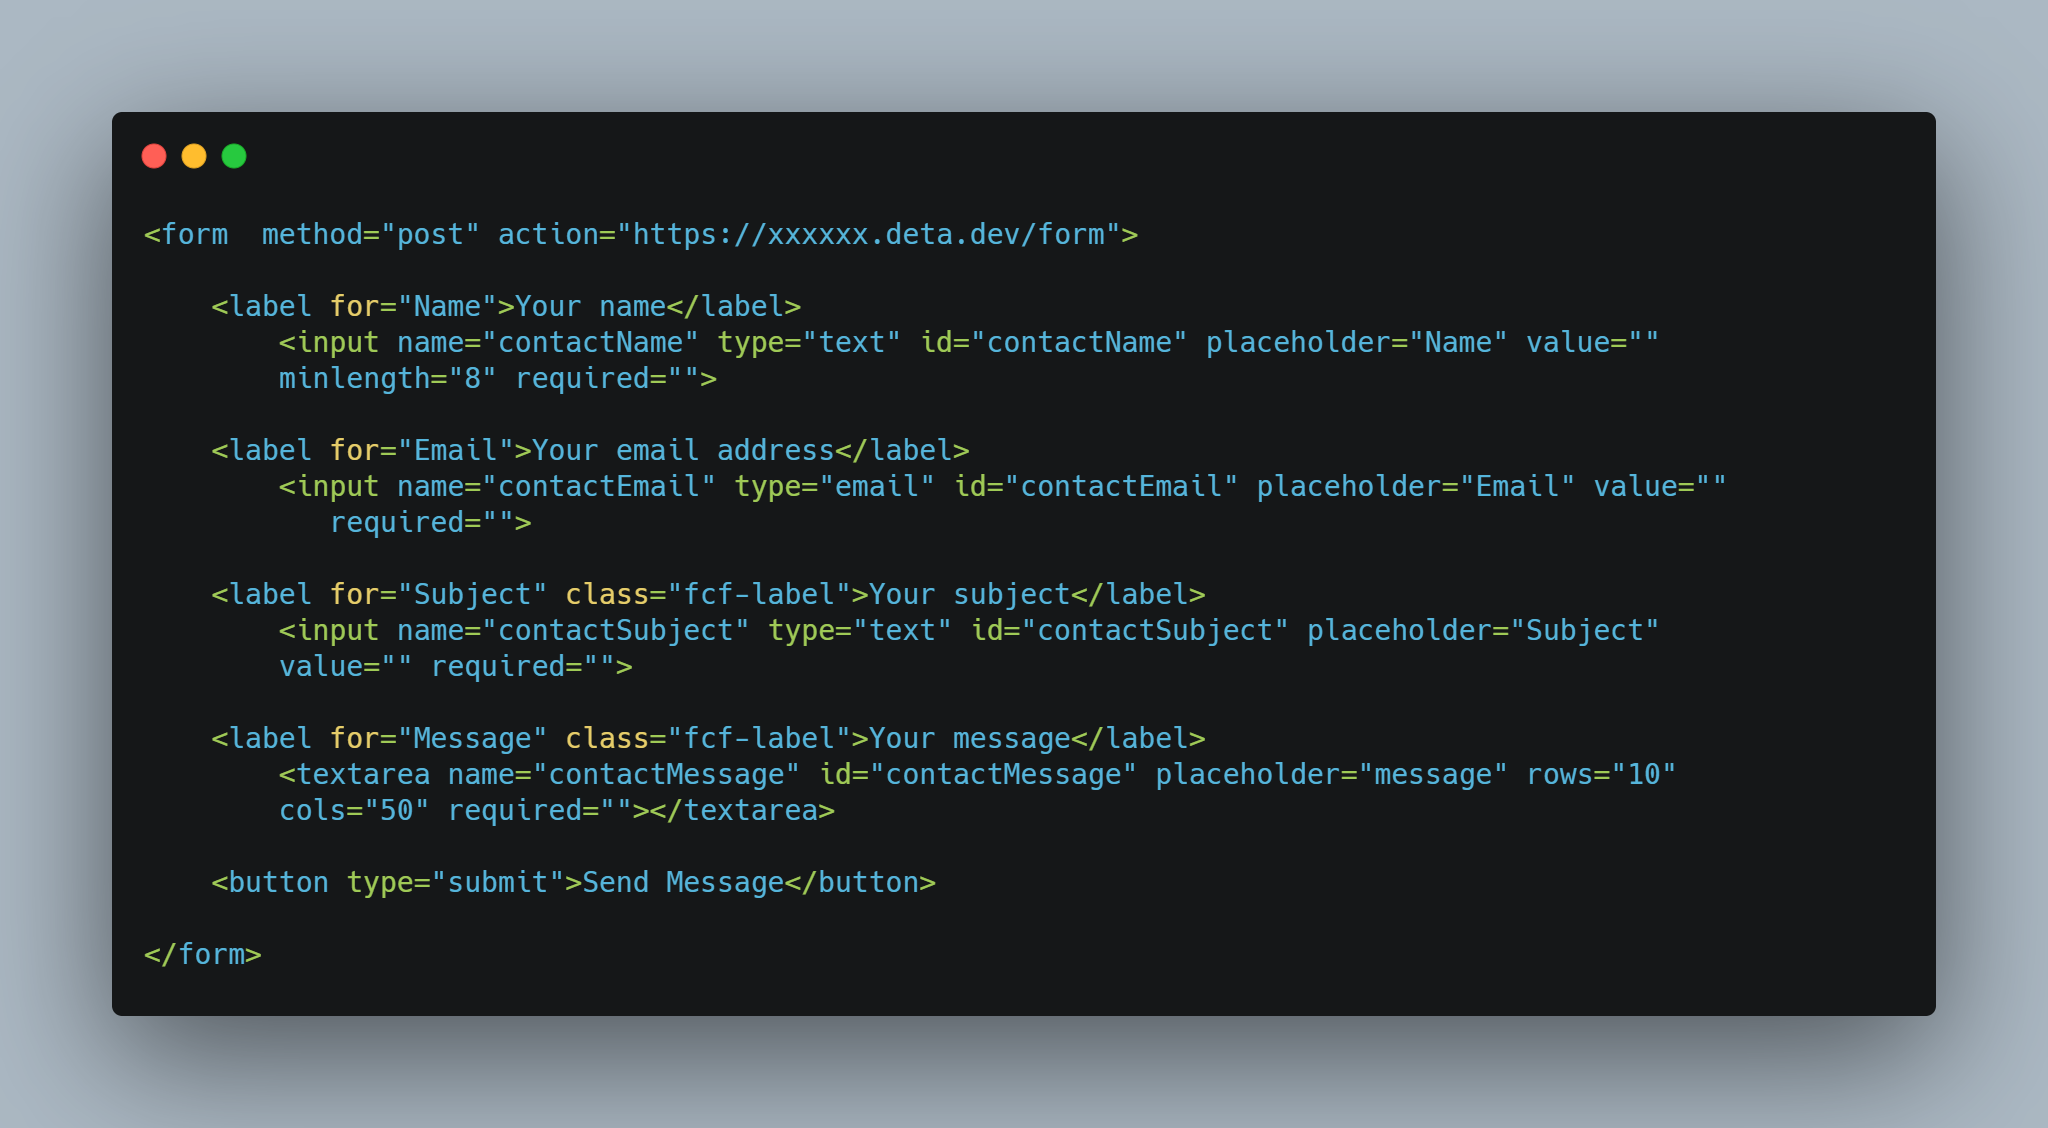 <form  method="post" action="https://xxxxxx.deta.dev/form">
<label for="Name">Your name</label>
<input name="contactName" type="text" id="contactName" placeholder="Name" value=""
minlength="8" required="">
<label for="Email">Your email address</label>
<input name="contactEmail" type="email" id="contactEmail" placeholder="Email" value=""
required="">
<label for="Subject" class="fcf-label">Your subject</label>
<input name="contactSubject" type="text" id="contactSubject" placeholder="Subject"
value="" required="">
<label for="Message" class="fcf-label">Your message</label>
<textarea name="contactMessage" id="contactMessage" placeholder="message" rows="10"
cols="50" required=""></textarea>
<button type="submit">Send Message</button>
</form>